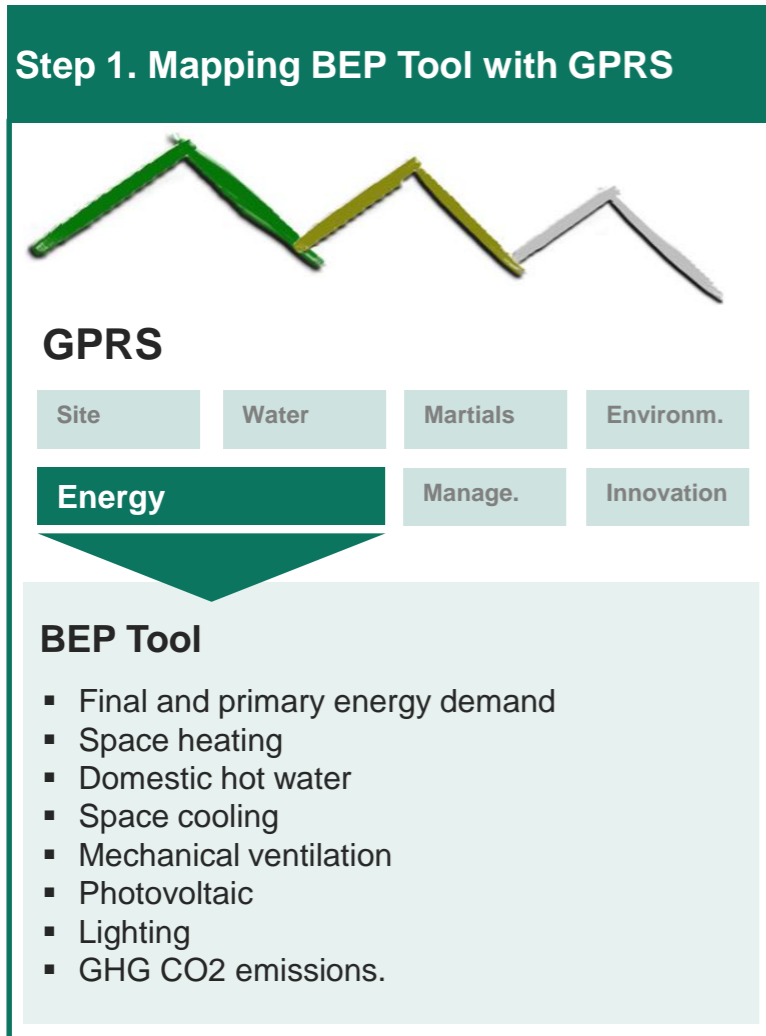 Step 1. Mapping BEP Tool with GPRS
GPRS
Site Water Martials Environm.
Energy Manage. Innovation
BEP Tool
▪ Final and primary energy demand
▪ Space heating
▪ Domestic hot water
▪ Space cooling
▪ Mechanical ventilation
▪ Photovoltaic
▪ Lighting
▪ GHG CO2 emissions.